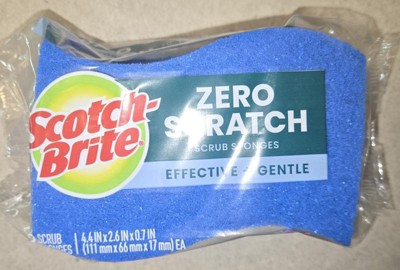 Scotch-
Brite
ZERO
SCRATCH
SCRUB SPONGES
EFFECTIVE + GENTLE
SCRUB | 4.4 IN x 2.6 IN x 0.7 IN
SPONGES | (111 mm x 66 mm x 17 mm) EA